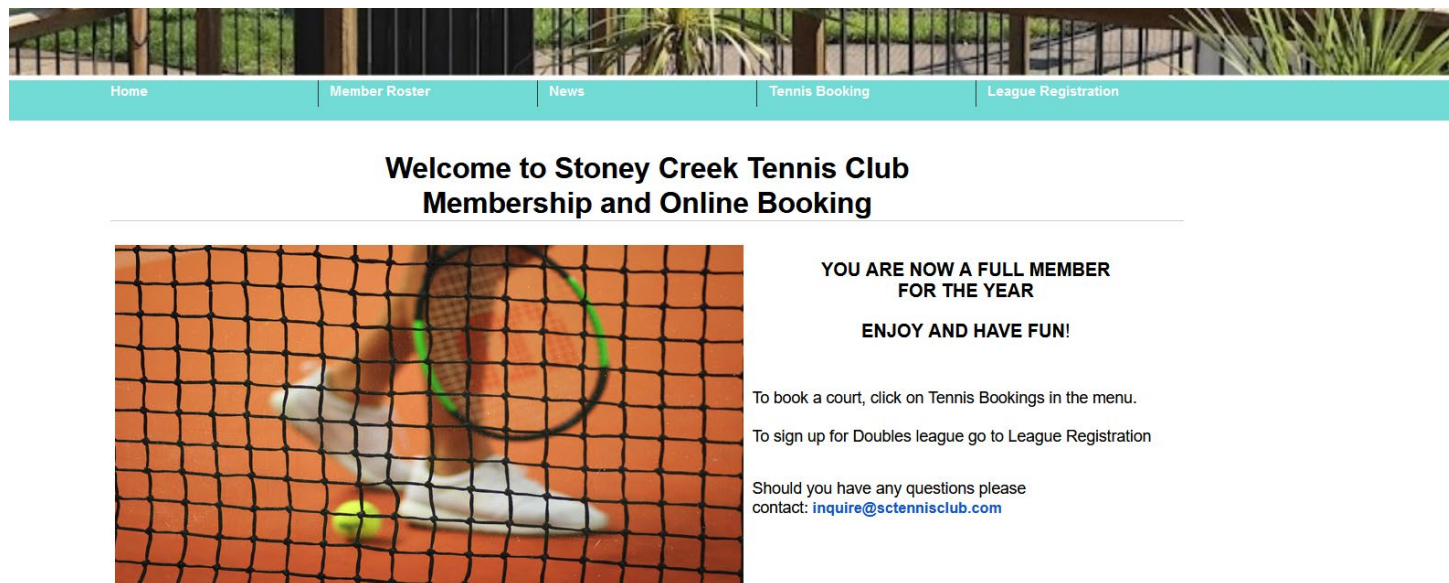 Home
Member Roster
News
Tennis Booking
League Registration
Welcome to Stoney Creek Tennis Club
Membership and Online Booking
YOU ARE NOW A FULL MEMBER
FOR THE YEAR
ENJOY AND HAVE FUN!
To book a court, click on Tennis Bookings in the menu.
To sign up for Doubles league go to League Registration
Should you have any questions please
contact: inquire@sctennisclub.com